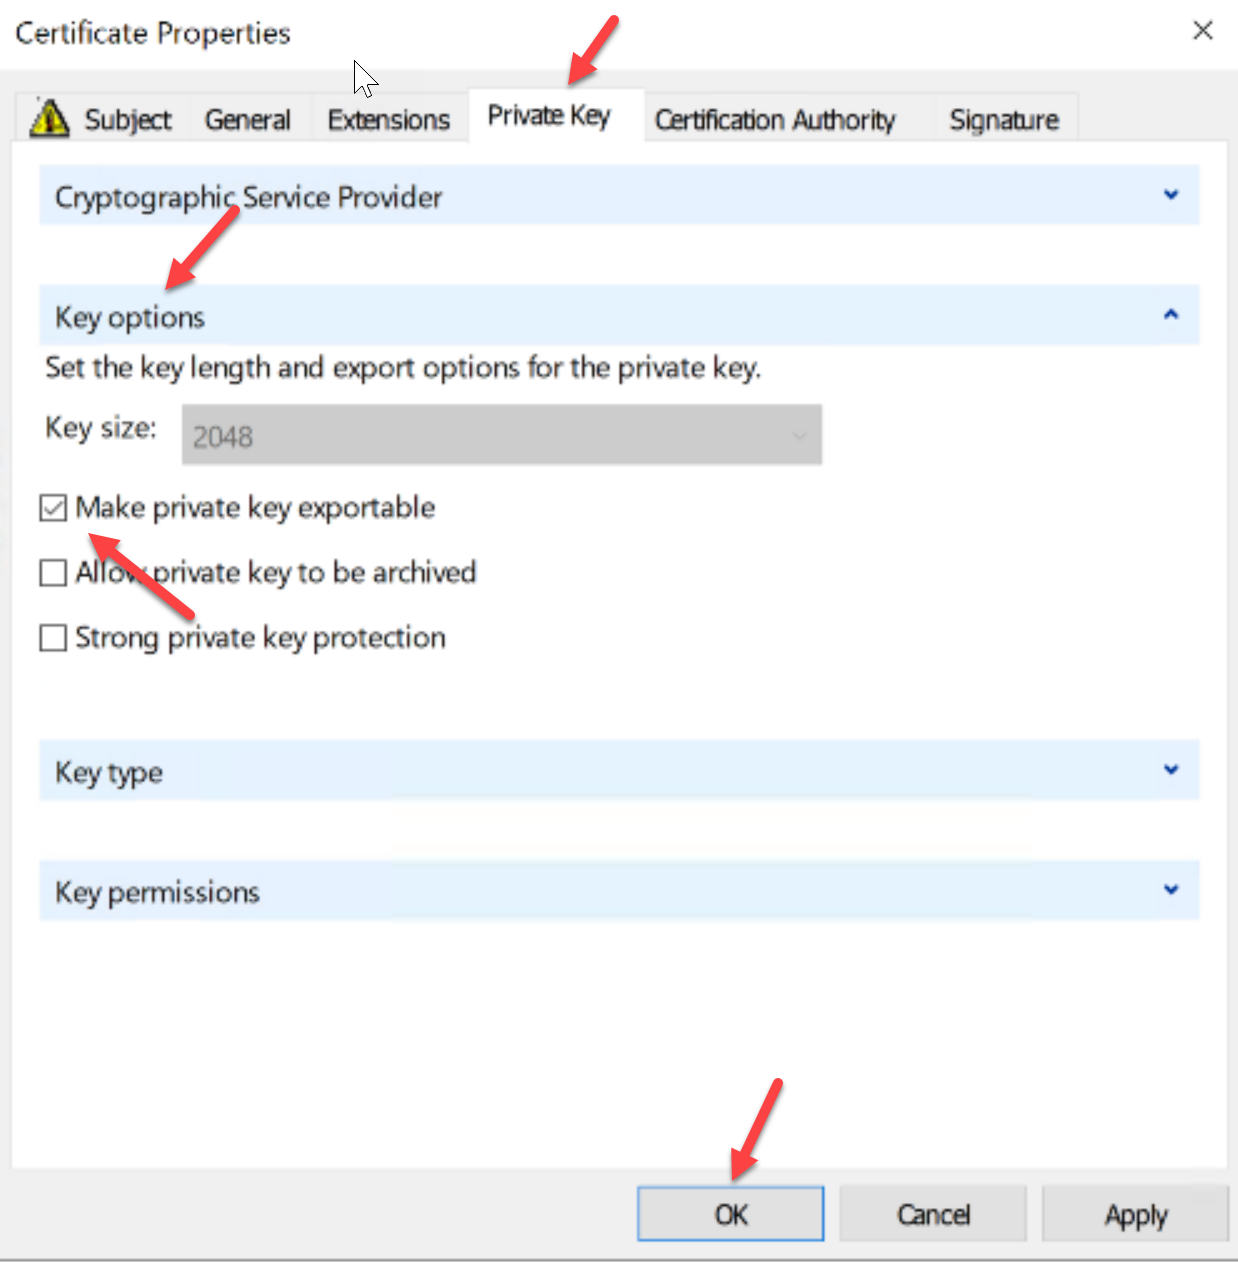 Certificate Properties
Subject General Extensions Private Key Certification Authority Signature
Cryptographic Service Provider
Key options
Set the key length and export options for the private key.
Key size: 2048
Make private key exportable
Allow private key to be archived
Strong private key protection
Key type
Key permissions
OK Cancel Apply